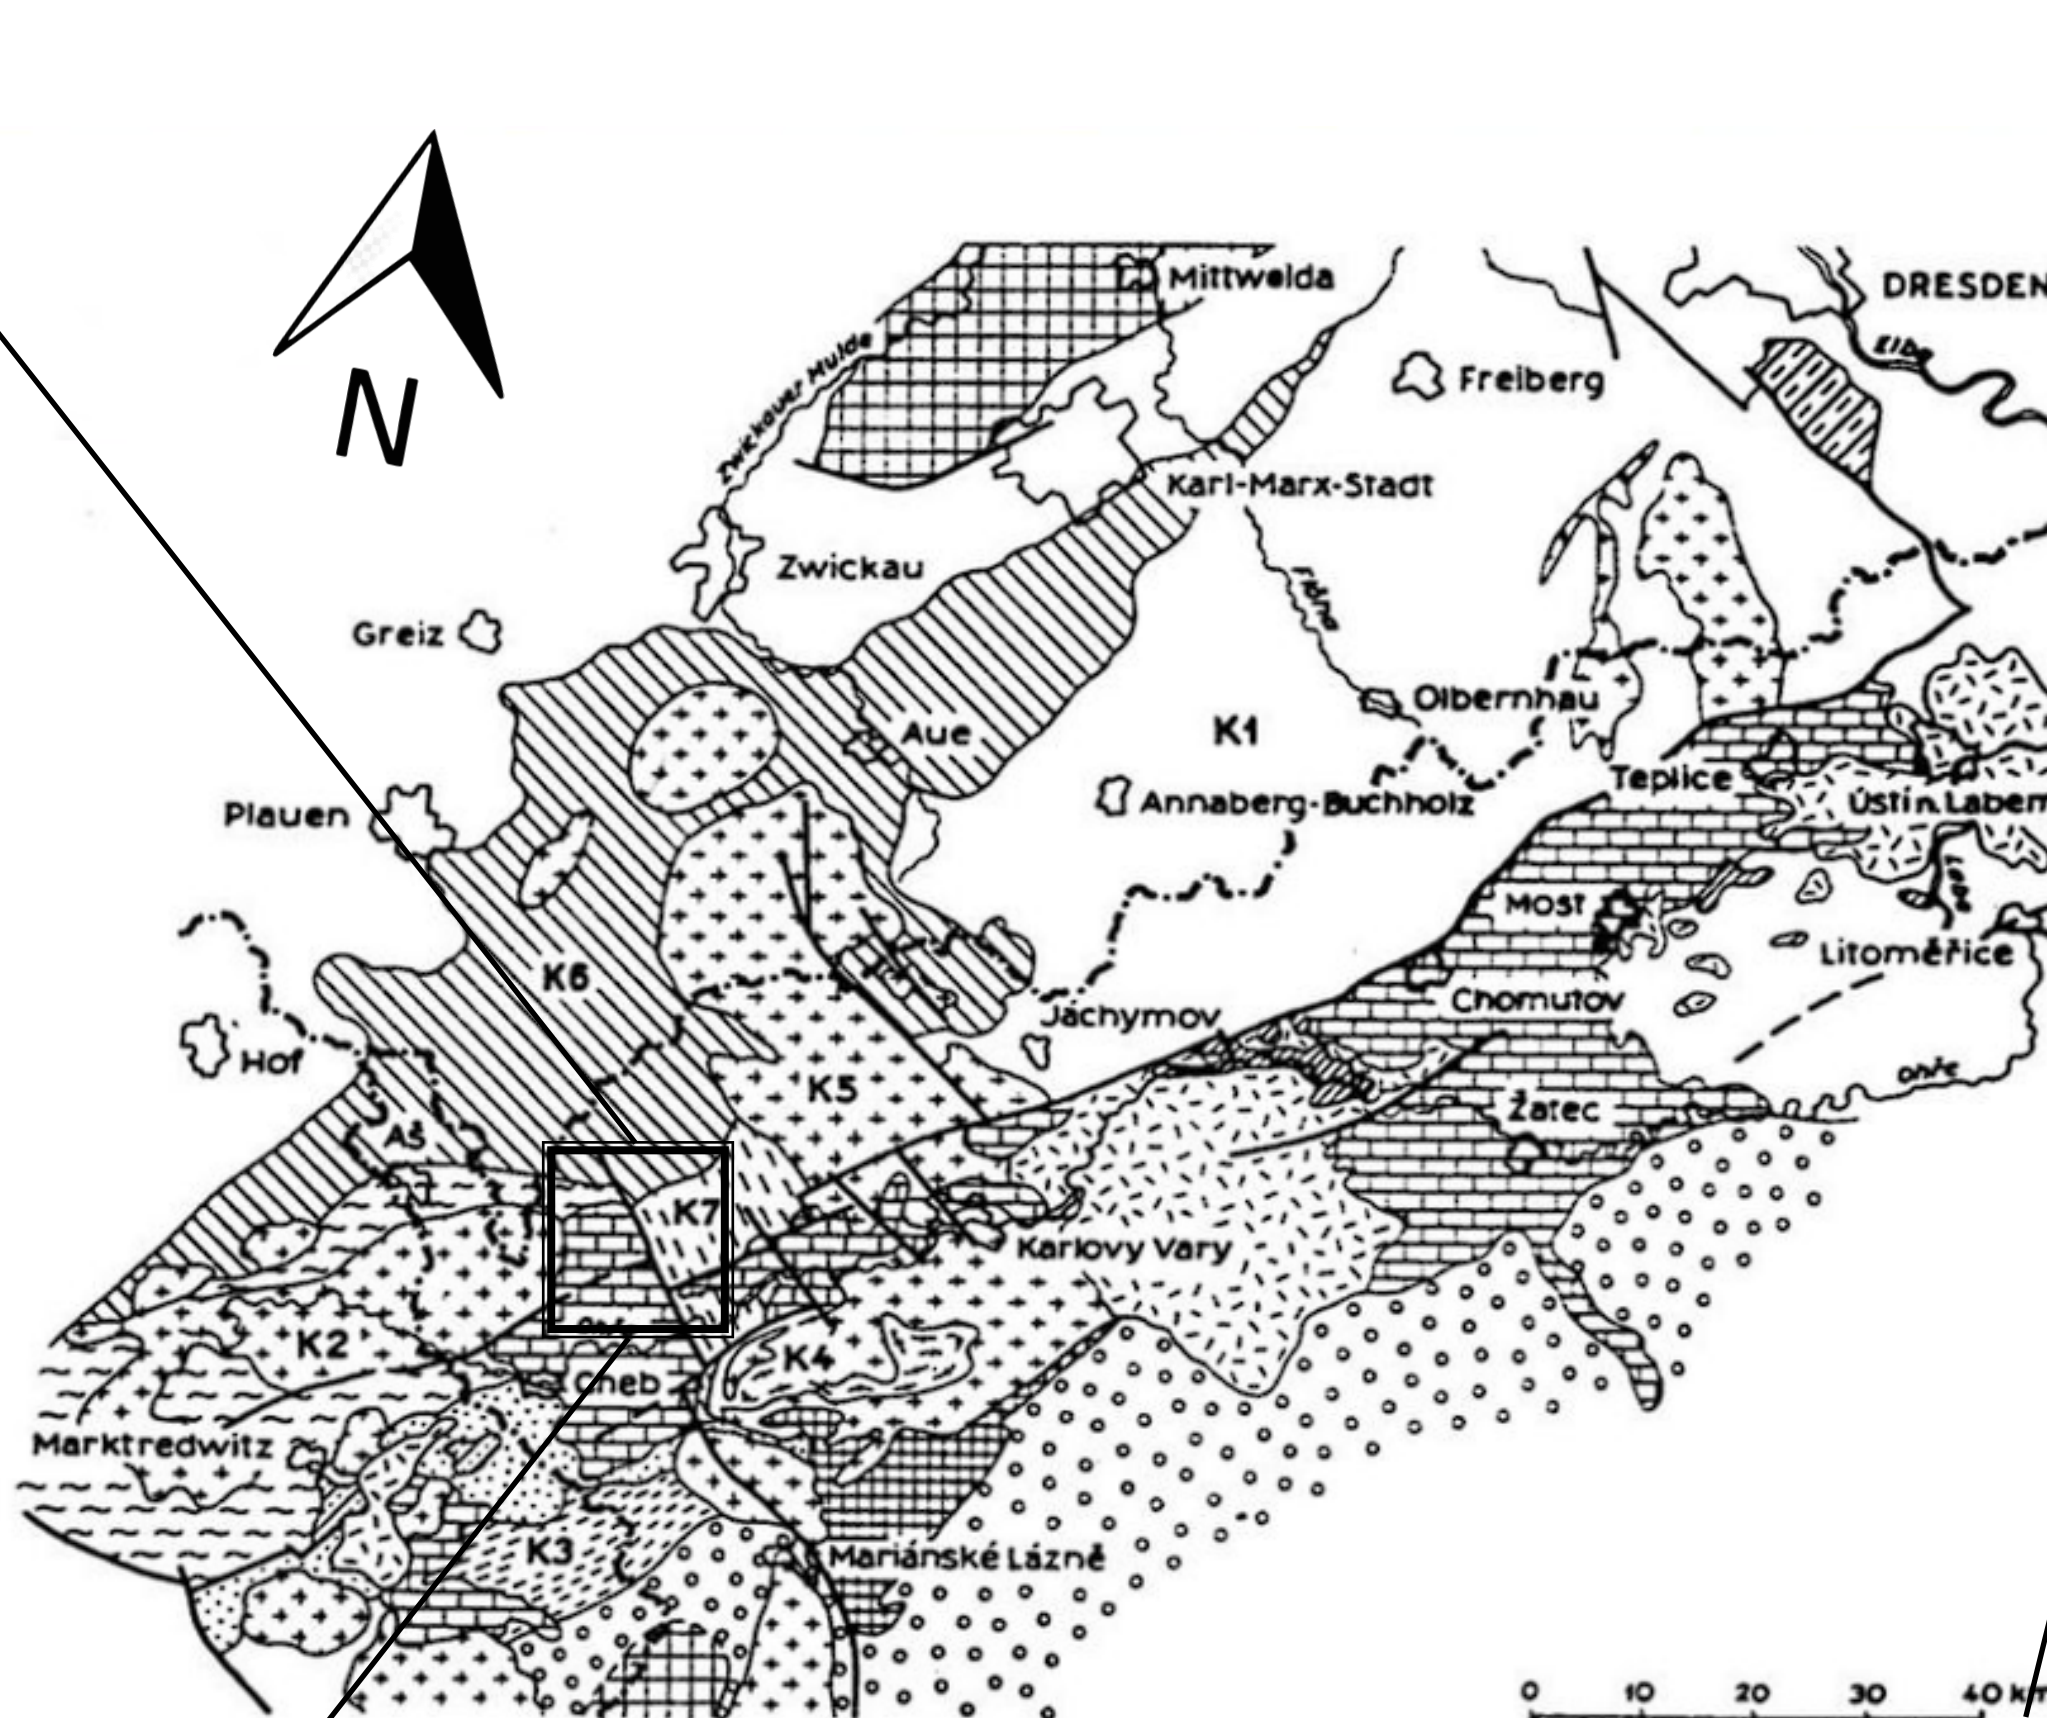 Mittwelda
DRESDEN
Elbe
Zwickauer Mulde
Freiberg
Karl-Marx-Stadt
Zwickau
N
Flöha
Greiz
Olbernhau
Aue
K1
Teplice
Annaberg-Buchholz
Ústí n. Labem
Plauen
Most
Litoměřice
K6
Chomutov
Jáchymov
Hof
K5
Ohře
Žatec
Aš
K7
Karlovy Vary
K2
K4
Cheb
Marktredwitz
K3
Mariánské Lázně
0 10 20 30 40 km